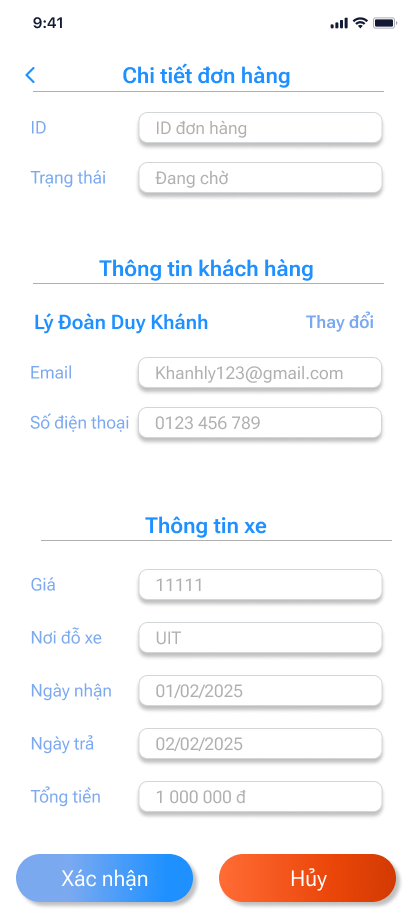 9:41
Chi tiết đơn hàng
ID ID đơn hàng
Trạng thái Đang chờ
Thông tin khách hàng
Lý Đoàn Duy Khánh Thay đổi
Email Khanhly123@gmail.com
Số điện thoại 0123 456 789
Thông tin xe
Giá 11111
Nơi đỗ xe UIT
Ngày nhận 01/02/2025
Ngày trả 02/02/2025
Tổng tiền 1 000 000 đ
Xác nhận Hủy